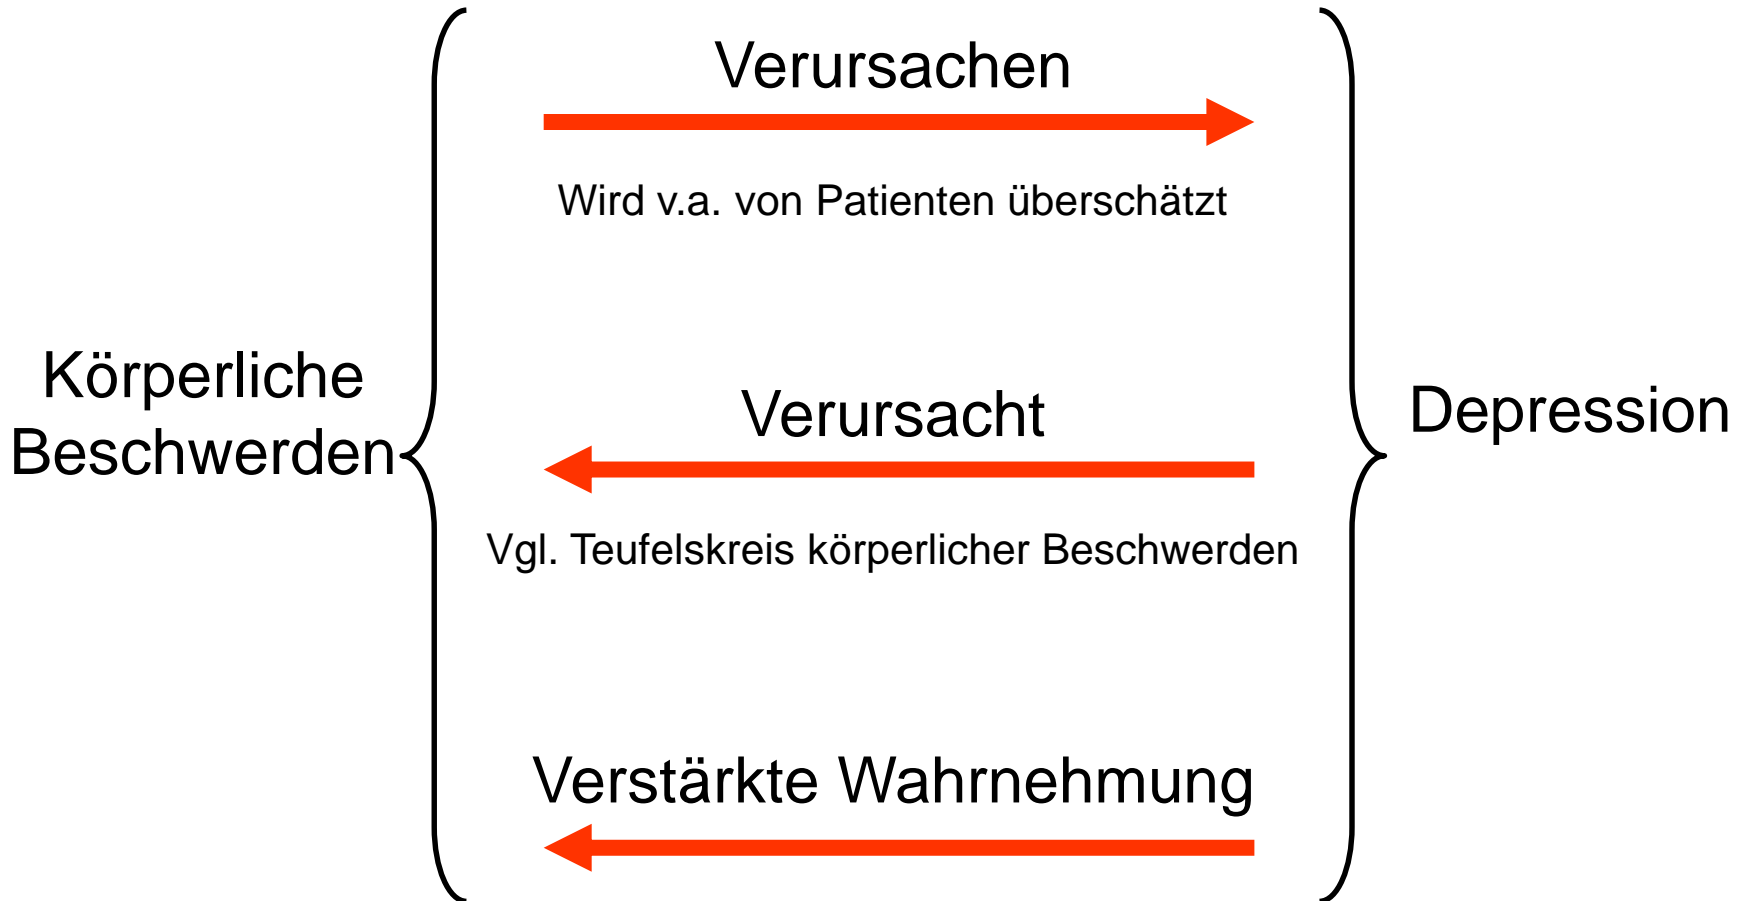 Verursachen
Wird v.a. von Patienten überschätzt
Körperliche
Beschwerden
Verursacht
Depression
Vgl. Teufelskreis körperlicher Beschwerden
Verstärkte Wahrnehmung